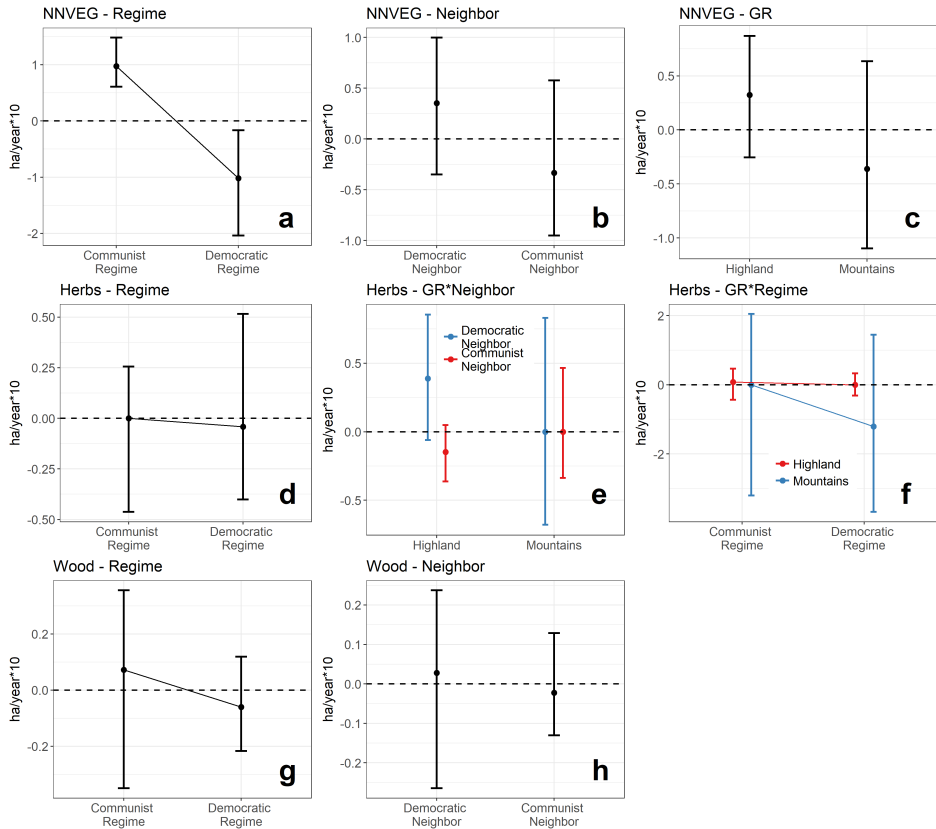 NNVEG - Regime
ha/year*10
1
0
-1
-2
a
Communist
Regime
Democratic
Regime
NNVEG - Neighbor
ha/year*10
1.0
0.5
0.0
-0.5
-1.0
b
Democratic
Neighbor
Communist
Neighbor
NNVEG - GR
ha/year*10
0.5
0.0
-0.5
-1.0
c
Highland
Mountains
Herbs - Regime
ha/year*10
0.50
0.25
0.00
-0.25
-0.50
d
Communist
Regime
Democratic
Regime
Herbs - GR*Neighbor
ha/year*10
0.5
0.0
-0.5
Democratic
Neighbor
Communist
Neighbor
e
Highland
Mountains
Herbs - GR*Regime
ha/year*10
2
0
-2
Highland
Mountains
f
Communist
Regime
Democratic
Regime
Wood - Regime
ha/year*10
0.2
0.0
-0.2
g
Communist
Regime
Democratic
Regime
Wood - Neighbor
ha/year*10
0.2
0.1
0.0
-0.1
-0.2
h
Democratic
Neighbor
Communist
Neighbor